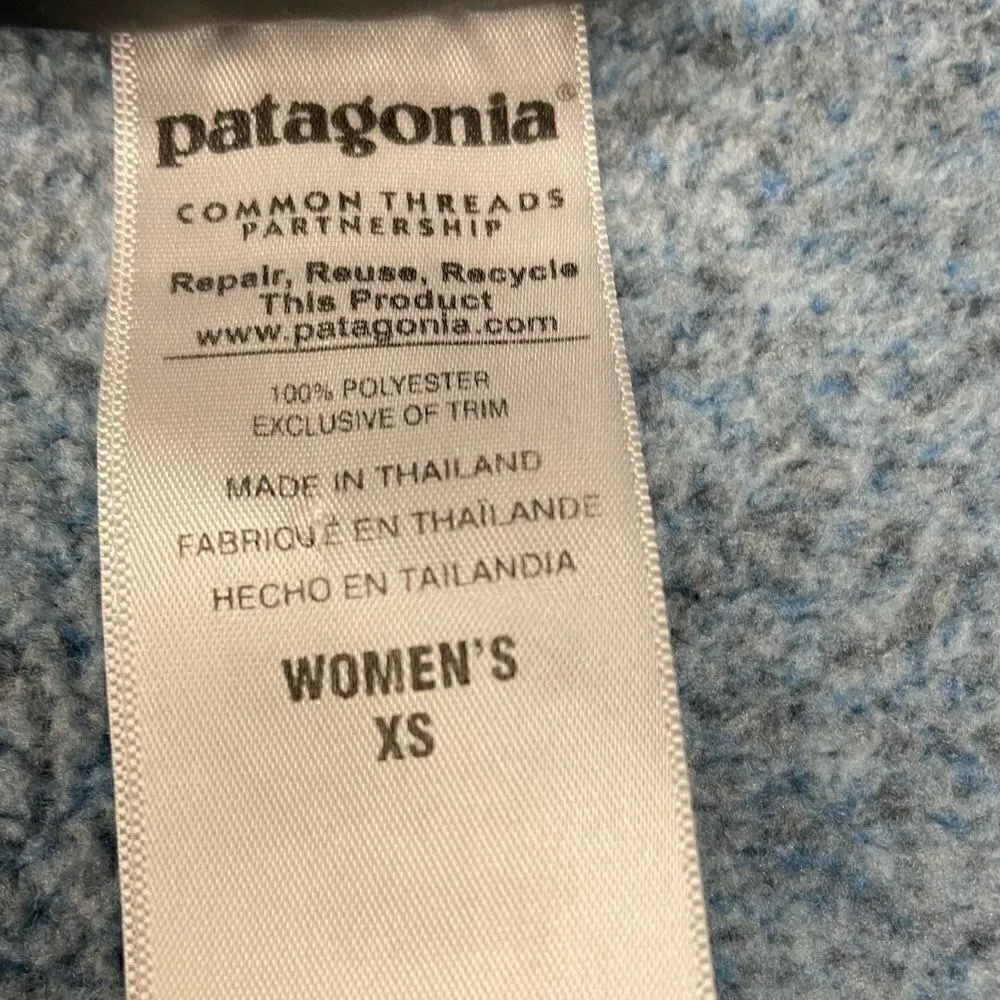 patagonia®
COMMON THREADS
PARTNERSHIP
Repair, Reuse, Recycle
This Product
www.patagonia.com
100% POLYESTER
EXCLUSIVE OF TRIM
MADE IN THAILAND
FABRIQUÉ EN THAÏLANDE
HECHO EN TAILANDIA
WOMEN'S
XS